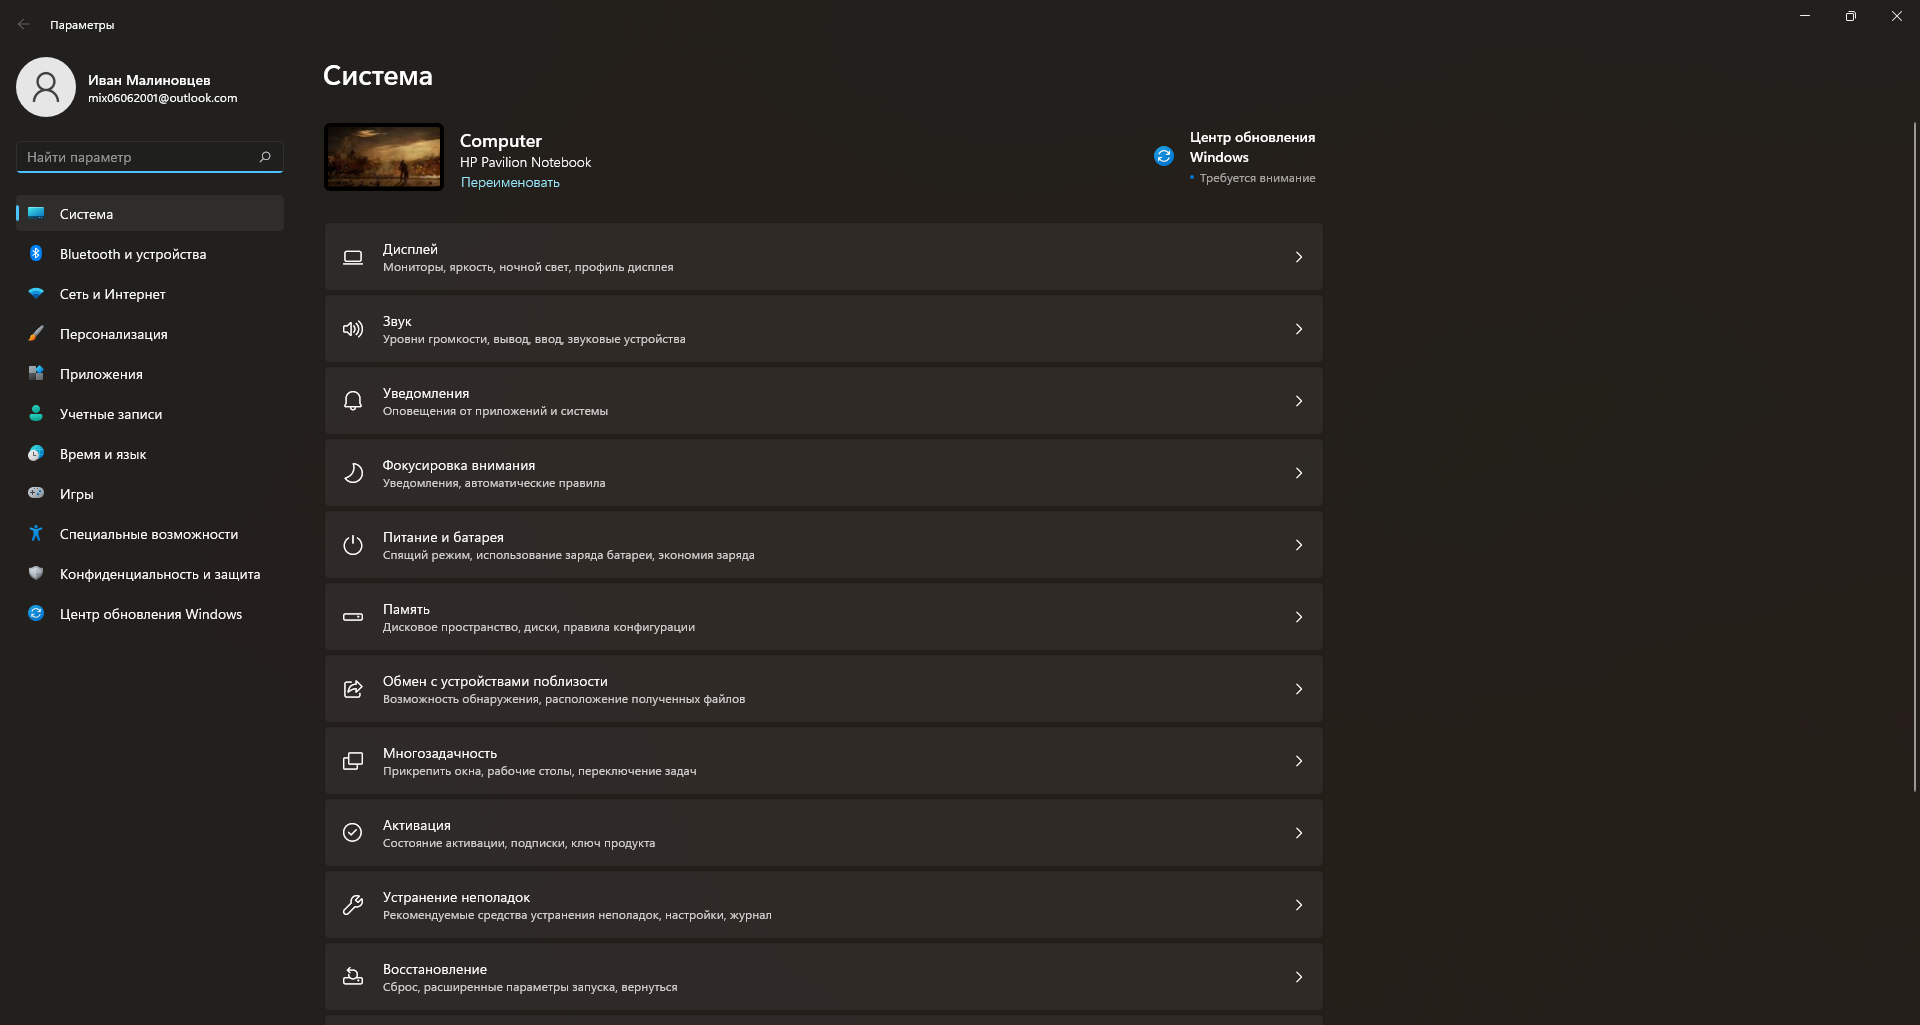 Параметры
Иван Малиновцев
mix06062001@outlook.com
Найти параметр
Система
Bluetooth и устройства
Сеть и Интернет
Персонализация
Приложения
Учетные записи
Время и язык
Игры
Специальные возможности
Конфиденциальность и защита
Центр обновления Windows
Система
Computer
HP Pavilion Notebook
Переименовать
Центр обновления
Windows
Требуется внимание
Дисплей
Мониторы, яркость, ночной свет, профиль дисплея
Звук
Уровни громкости, вывод, ввод, звуковые устройства
Уведомления
Оповещения от приложений и системы
Фокусировка внимания
Уведомления, автоматические правила
Питание и батарея
Спящий режим, использование заряда батареи, экономия заряда
Память
Дисковое пространство, диски, правила конфигурации
Обмен с устройствами поблизости
Возможность обнаружения, расположение полученных файлов
Многозадачность
Прикрепить окна, рабочие столы, переключение задач
Активация
Состояние активации, подписки, ключ продукта
Устранение неполадок
Рекомендуемые средства устранения неполадок, настройки, журнал
Восстановление
Сброс, расширенные параметры запуска, вернуться